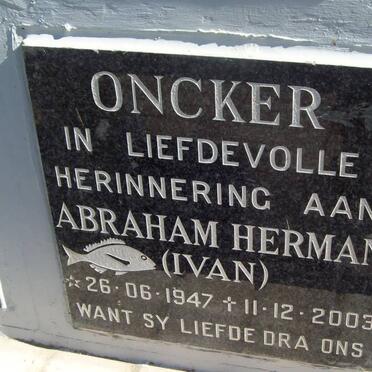 ONCKER
IN LIEFDEVOLLE
HERINNERING AAN
ABRAHAM HERMAN
(IVAN)
☆ 26·06·1947 ✝ 11·12·2003
WANT SY LIEFDE DRA ONS